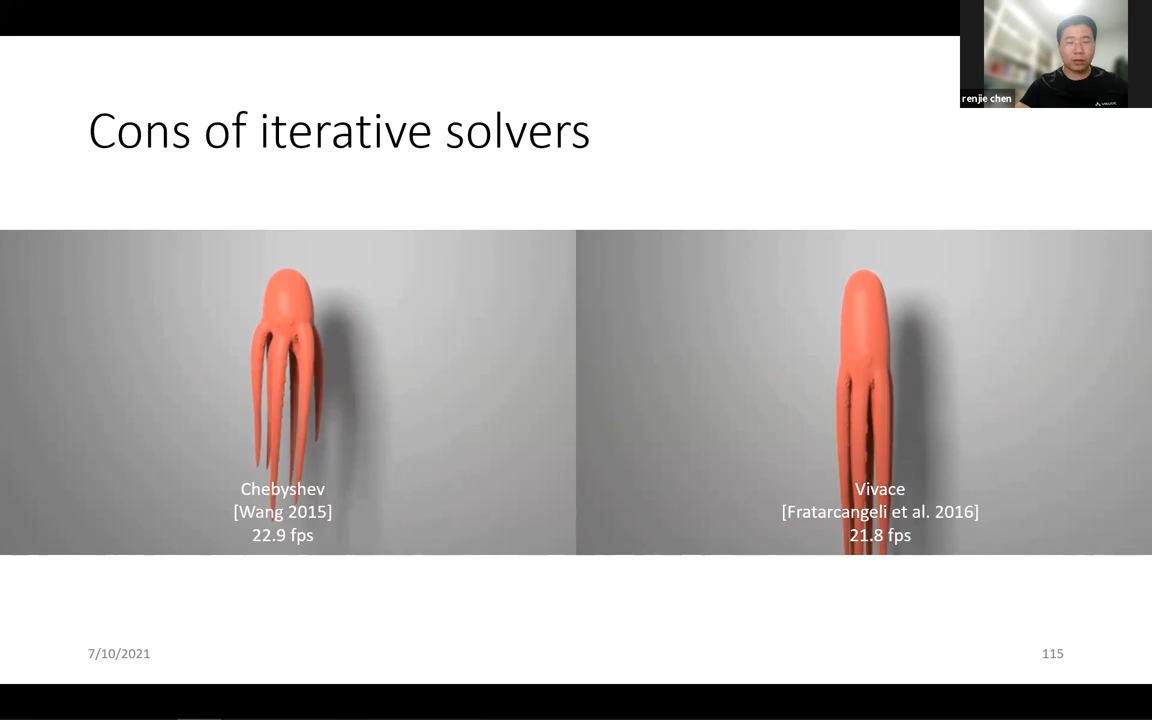 renjie chen
Cons of iterative solvers
Chebyshev
[Wang 2015]
22.9 fps
Vivace
[Fratarcangeli et al. 2016]
21.8 fps
7/10/2021
115